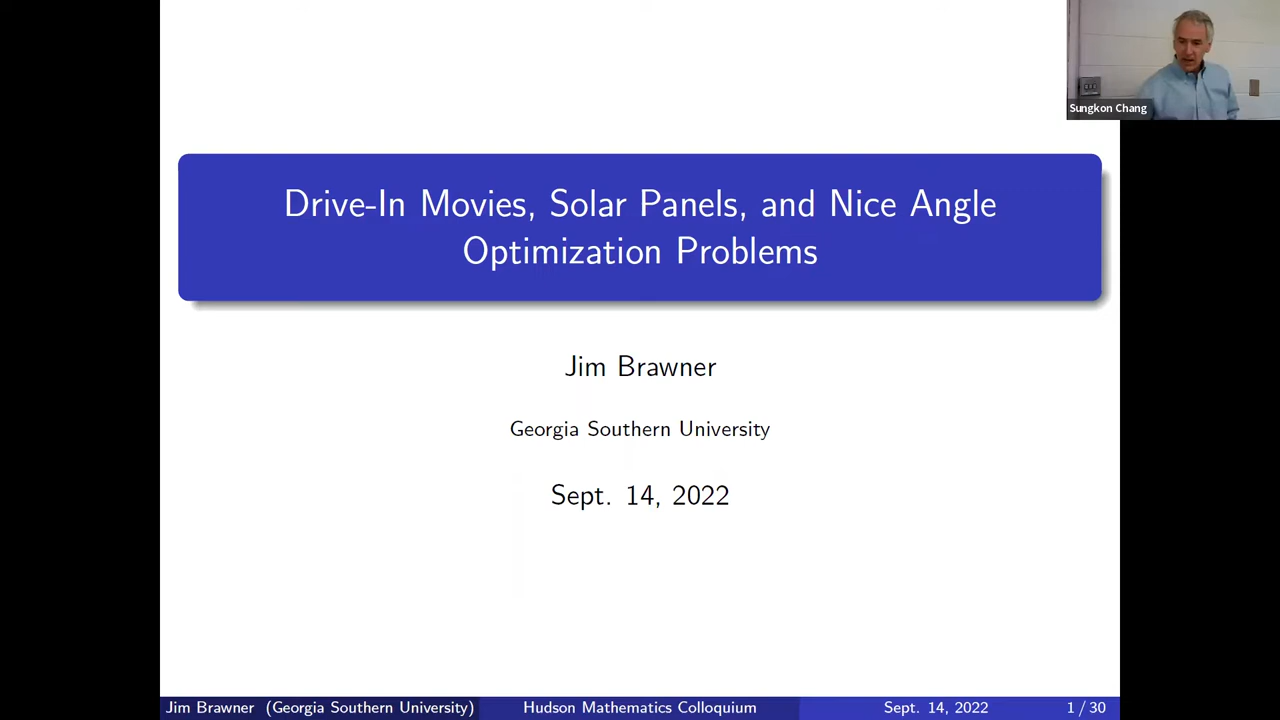 Sungkon Chang
Drive-In Movies, Solar Panels, and Nice Angle
Optimization Problems
Jim Brawner
Georgia Southern University
Sept. 14, 2022
Jim Brawner (Georgia Southern University) Hudson Mathematics Colloquium Sept. 14, 2022 1 / 30